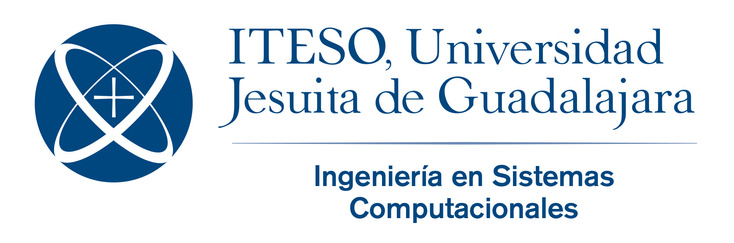 ITESO, Universidad
Jesuita de Guadalajara
Ingeniería en Sistemas
Computacionales